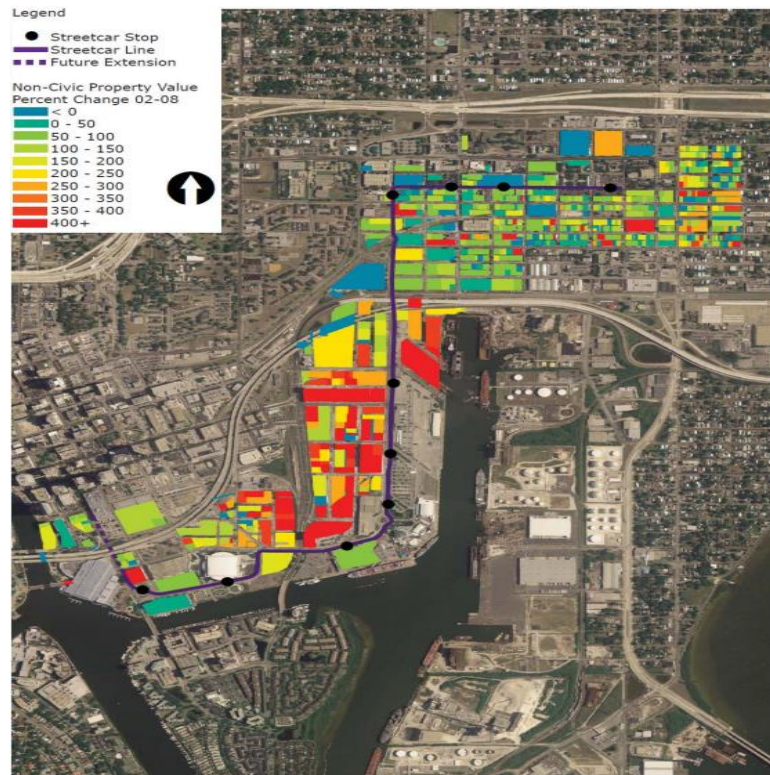 Legend
Streetcar Stop
Streetcar Line
Future Extension
Non-Civic Property Value
Percent Change 02-08
< 0
0 - 50
50 - 100
100 - 150
150 - 200
200 - 250
250 - 300
300 - 350
350 - 400
400+